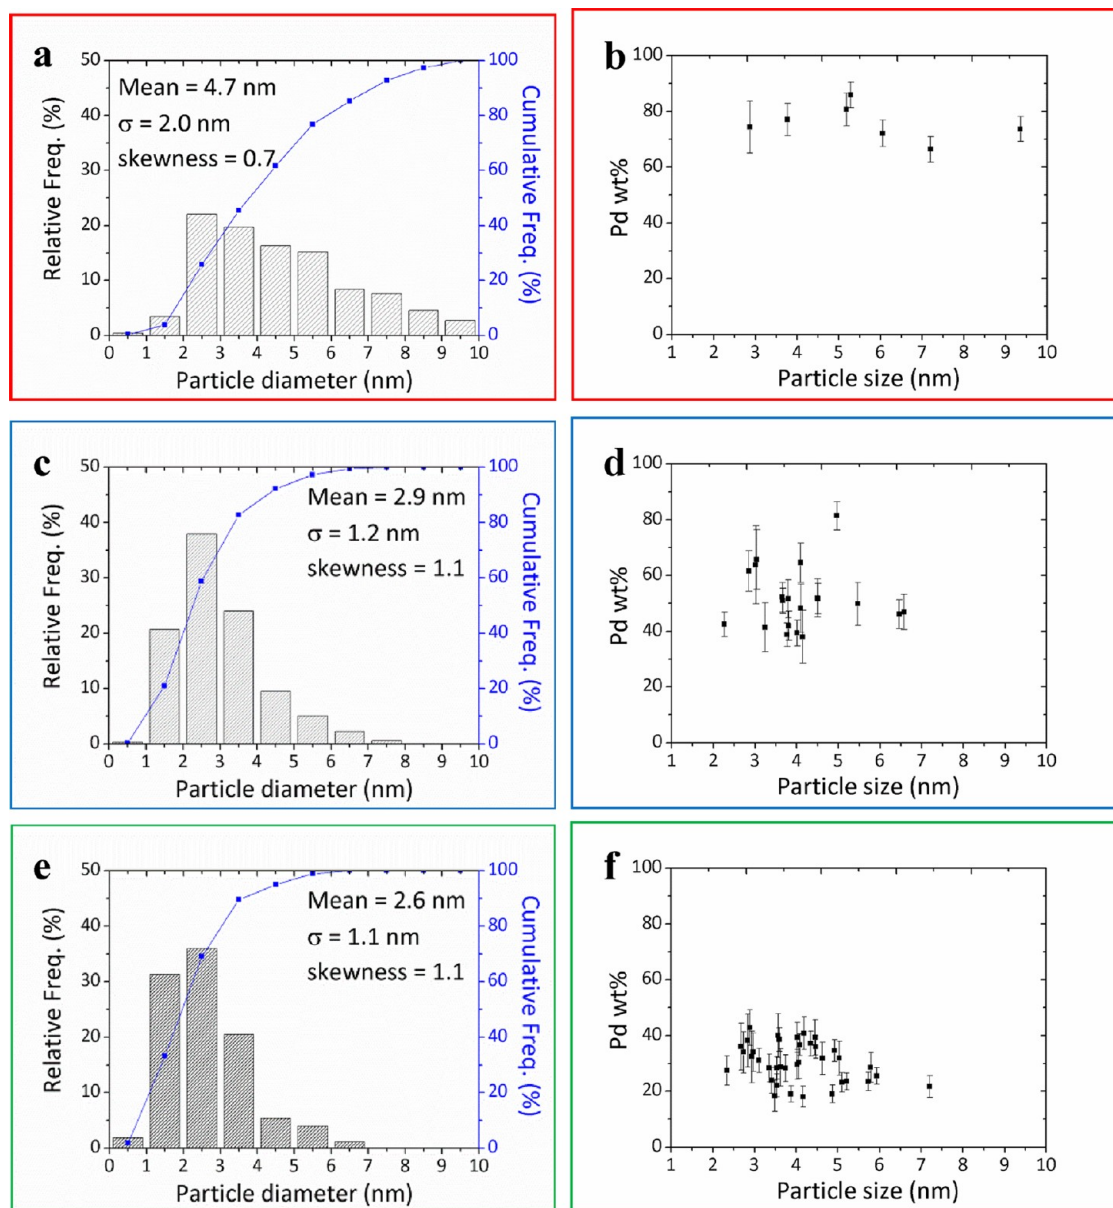 a
50
40
30
20
10
0
Relative Freq. (%)
Mean = 4.7 nm
σ = 2.0 nm
skewness = 0.7
100
80
60
40
20
0
Cumulative Freq. (%)
0 1 2 3 4 5 6 7 8 9 10
Particle diameter (nm)
b
100
80
60
40
20
0
Pd wt%
1 2 3 4 5 6 7 8 9 10
Particle size (nm)
c
50
40
30
20
10
0
Relative Freq. (%)
Mean = 2.9 nm
σ = 1.2 nm
skewness = 1.1
100
80
60
40
20
0
Cumulative Freq. (%)
0 1 2 3 4 5 6 7 8 9 10
Particle diameter (nm)
d
100
80
60
40
20
0
Pd wt%
1 2 3 4 5 6 7 8 9 10
Particle size (nm)
e
50
40
30
20
10
0
Relative Freq. (%)
Mean = 2.6 nm
σ = 1.1 nm
skewness = 1.1
100
80
60
40
20
0
Cumulative Freq. (%)
0 1 2 3 4 5 6 7 8 9 10
Particle diameter (nm)
f
100
80
60
40
20
0
Pd wt%
1 2 3 4 5 6 7 8 9 10
Particle size (nm)